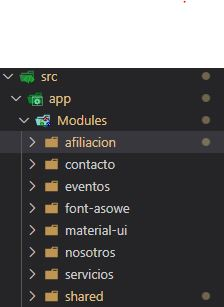 src
app
Modules
afiliacion
contacto
eventos
font-asowe
material-ui
nosotros
servicios
shared